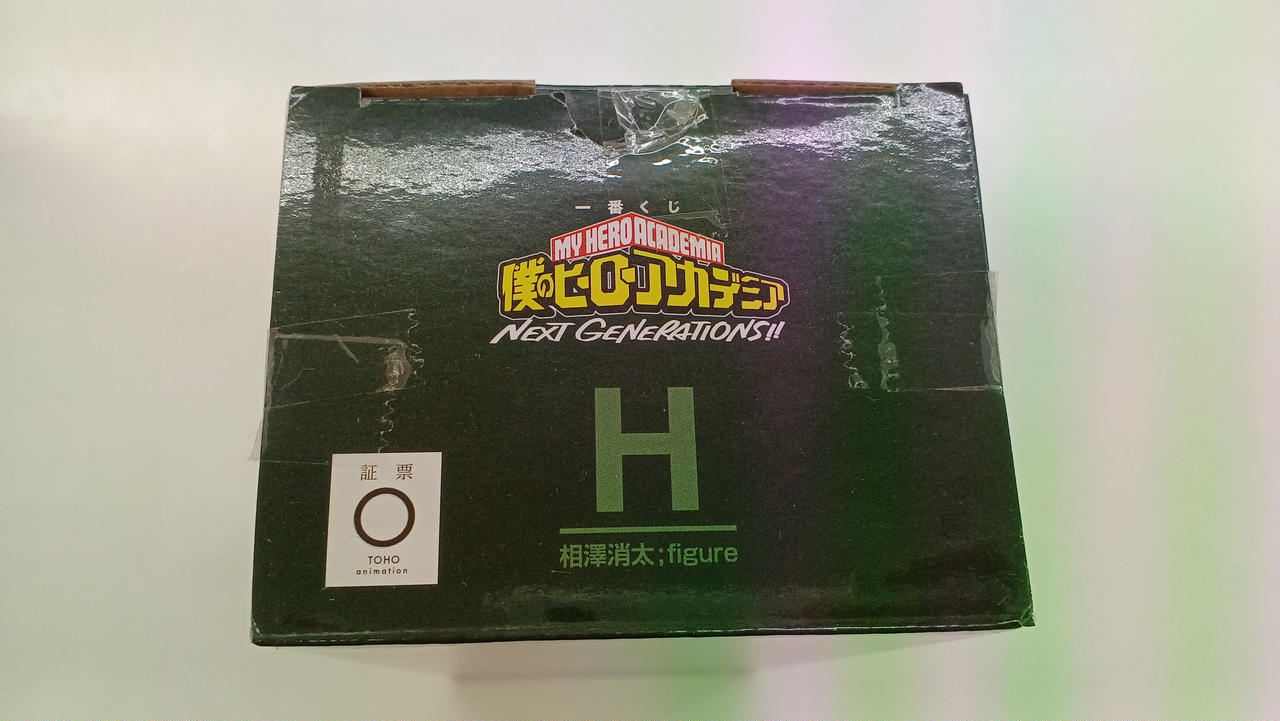 一番くじ
MY HERO ACADEMIA
僕のヒーローアカデミア
NEXT GENERATIONS!!
H
相澤消太;figure
証票
TOHO
animation